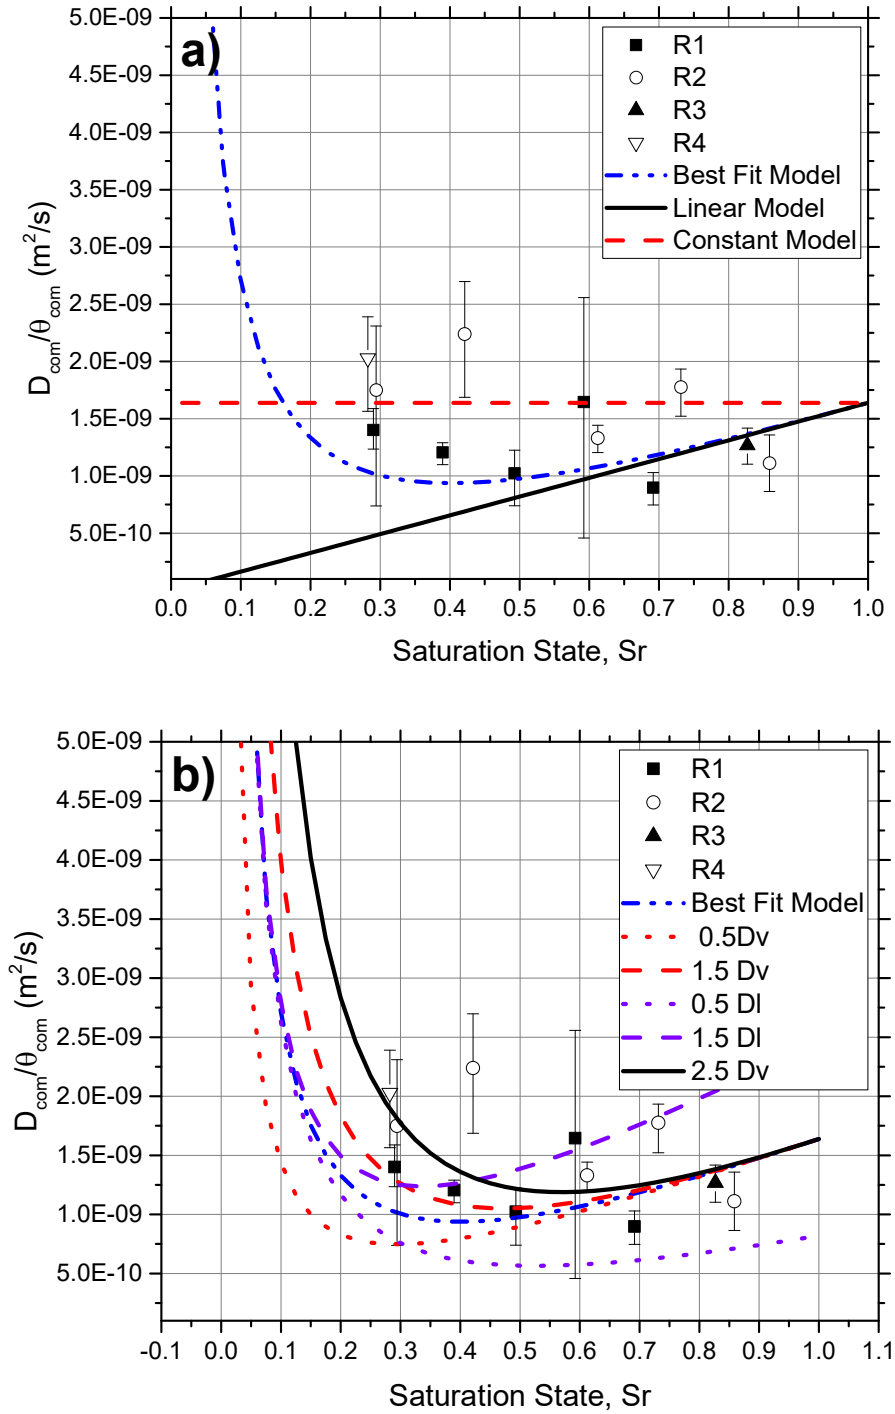 a)
5.0E-09
4.5E-09
4.0E-09
3.5E-09
3.0E-09
2.5E-09
2.0E-09
1.5E-09
1.0E-09
5.0E-10
D_com/θ_com (m²/s)
R1
R2
R3
R4
Best Fit Model
Linear Model
Constant Model
0.0 0.1 0.2 0.3 0.4 0.5 0.6 0.7 0.8 0.9 1.0
Saturation State, Sr
b)
5.0E-09
4.5E-09
4.0E-09
3.5E-09
3.0E-09
2.5E-09
2.0E-09
1.5E-09
1.0E-09
5.0E-10
D_com/θ_com (m²/s)
R1
R2
R3
R4
Best Fit Model
0.5Dv
1.5 Dv
0.5 Dl
1.5 Dl
2.5 Dv
-0.1 0.0 0.1 0.2 0.3 0.4 0.5 0.6 0.7 0.8 0.9 1.0 1.1
Saturation State, Sr